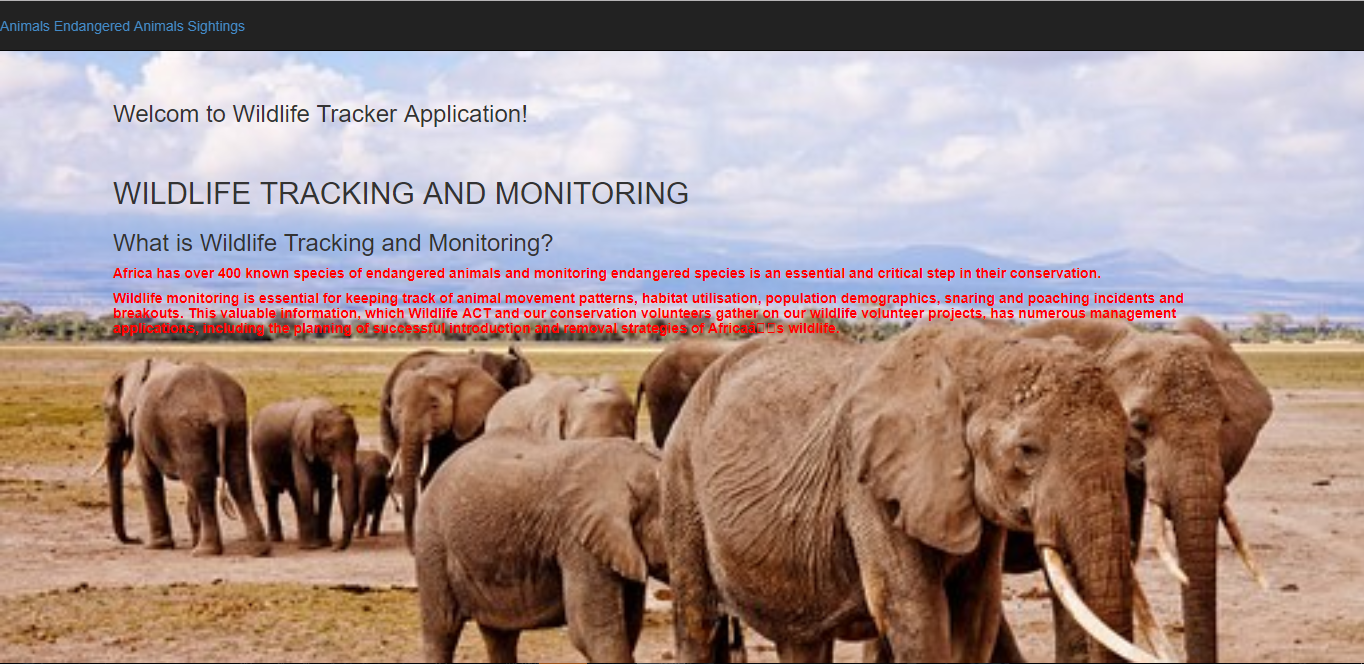 Animals Endangered Animals Sightings
Welcom to Wildlife Tracker Application!
WILDLIFE TRACKING AND MONITORING
What is Wildlife Tracking and Monitoring?
Africa has over 400 known species of endangered animals and monitoring endangered species is an essential and critical step in their conservation.
Wildlife monitoring is essential for keeping track of animal movement patterns, habitat utilisation, population demographics, snaring and poaching incidents and
breakouts. This valuable information, which Wildlife ACT and our conservation volunteers gather on our wildlife volunteer projects, has numerous management
applications, including the planning of successful introduction and removal strategies of Africaâ□□s wildlife.